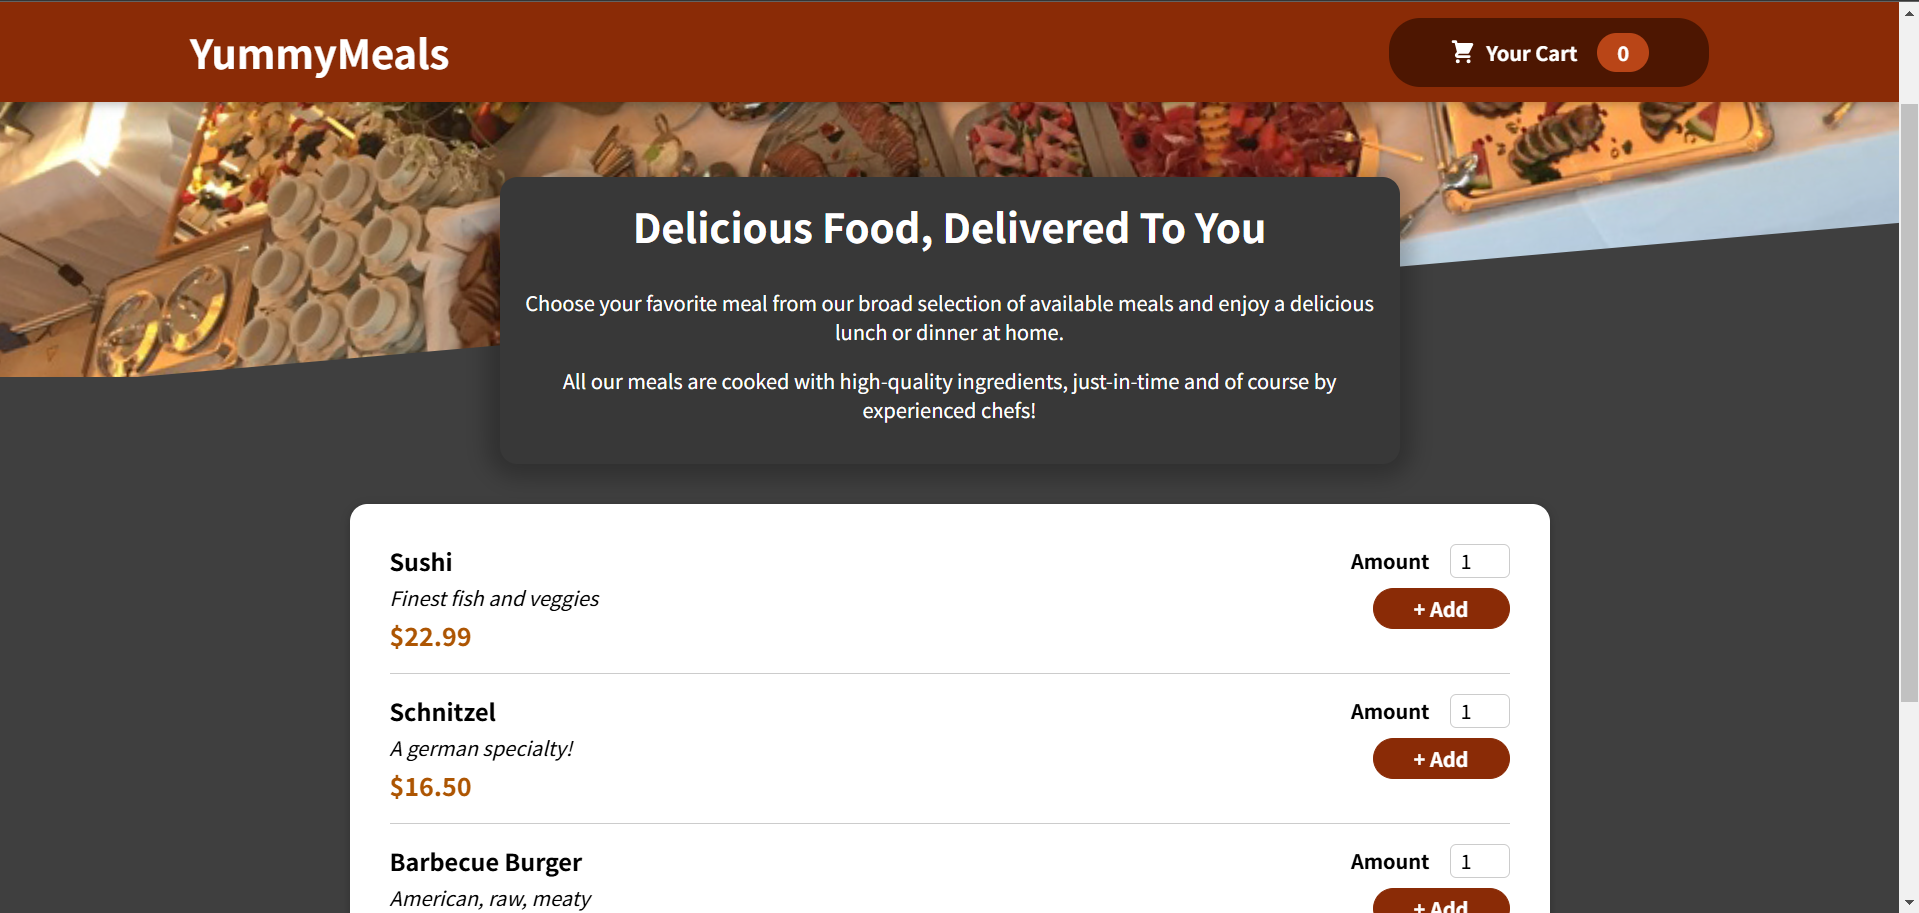 YummyMeals
Your Cart 0
Delicious Food, Delivered To You
Choose your favorite meal from our broad selection of available meals and enjoy a delicious
lunch or dinner at home.
All our meals are cooked with high-quality ingredients, just-in-time and of course by
experienced chefs!
Sushi
Finest fish and veggies
$22.99
Amount 1
+ Add
Schnitzel
A german specialty!
$16.50
Amount 1
+ Add
Barbecue Burger
American, raw, meaty
Amount 1
+ Add